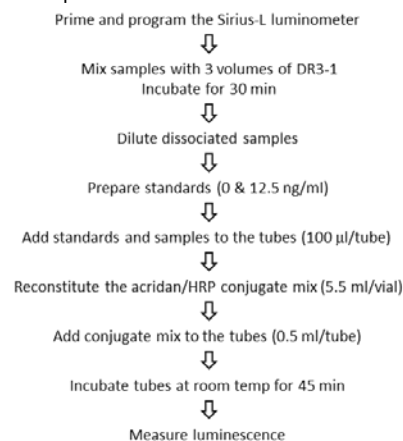 Prime and program the Sirius-L luminometer
Mix samples with 3 volumes of DR3-1
Incubate for 30 min
Dilute dissociated samples
Prepare standards (0 & 12.5 ng/ml)
Add standards and samples to the tubes (100 µl/tube)
Reconstitute the acridan/HRP conjugate mix (5.5 ml/vial)
Add conjugate mix to the tubes (0.5 ml/tube)
Incubate tubes at room temp for 45 min
Measure luminescence